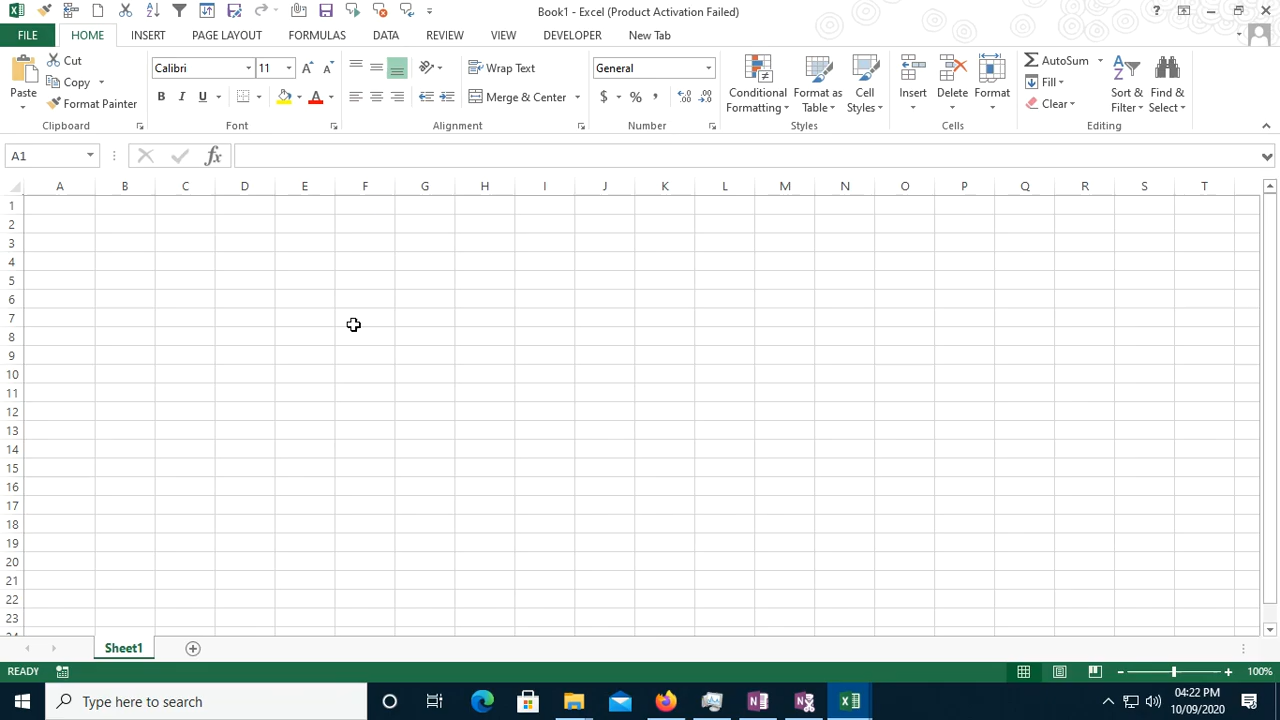 Book1 - Excel (Product Activation Failed)
FILE HOME INSERT PAGE LAYOUT FORMULAS DATA REVIEW VIEW DEVELOPER New Tab
Paste
Cut
Copy
Format Painter
Clipboard
Calibri 11
B I U
Font
Wrap Text
Merge & Center
Alignment
General
$ % ,
Number
Conditional Formatting
Format as Table
Cell Styles
Styles
Insert
Delete
Format
Cells
AutoSum
Fill
Clear
Sort & Filter
Find & Select
Editing
A1
fx
A B C D E F G H I J K L M N O P Q R S T
1
2
3
4
5
6
7
8
9
10
11
12
13
14
15
16
17
18
19
20
21
22
23
24
Sheet1
READY
100%
Type here to search
04:22 PM
10/09/2020